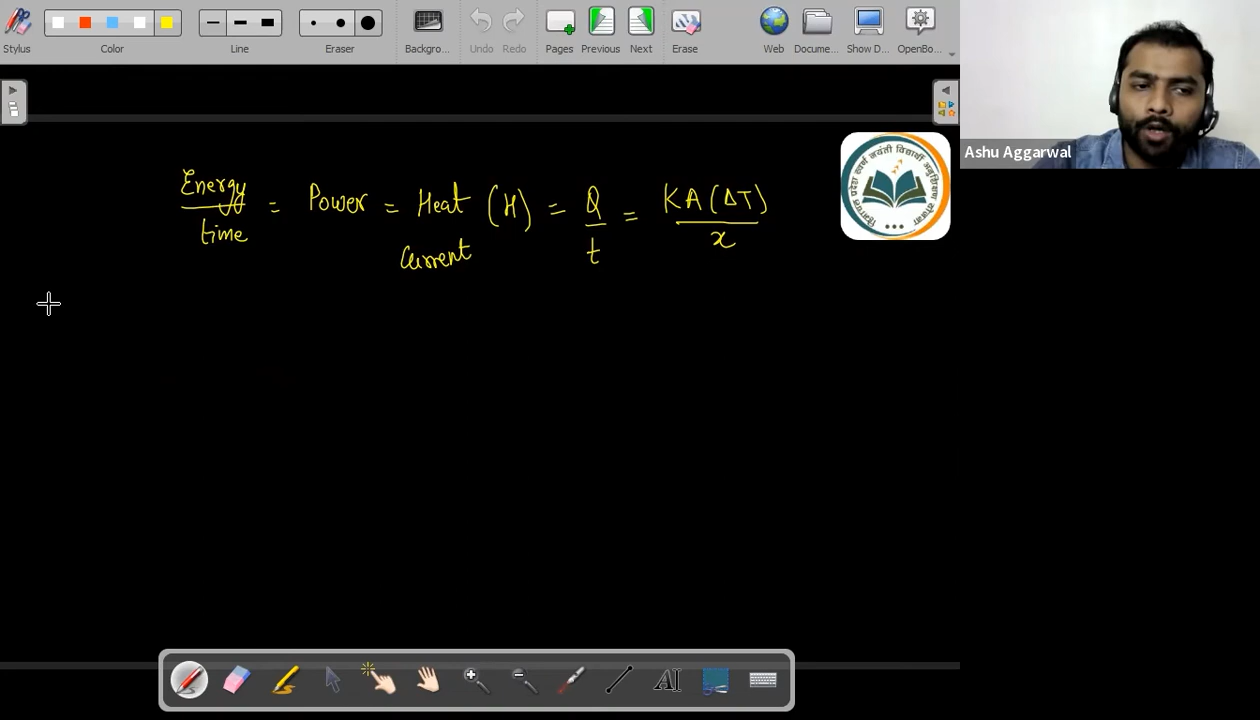 Stylus
Color
Line
Eraser
Backgro...
Undo
Redo
Pages
Previous
Next
Erase
Web
Docume...
Show D...
OpenBo...
Energy/time = Power = Heat Current (H) = Q/t = KA(ΔT)/x
Ashu Aggarwal
AI